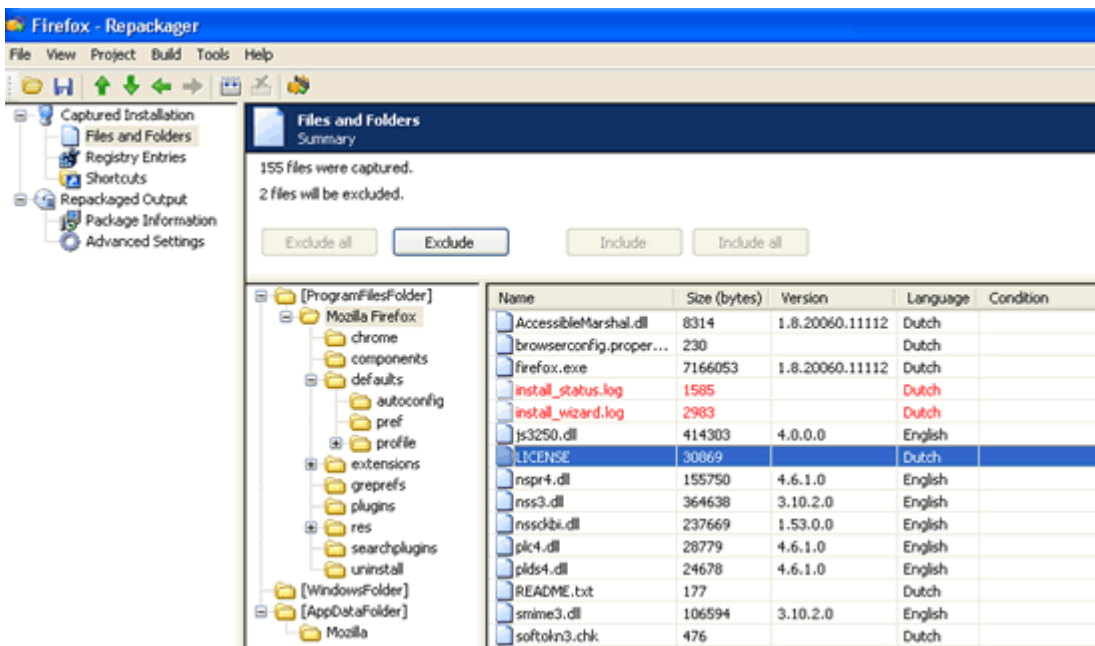 Firefox - Repackager
File View Project Build Tools Help
Captured Installation
Files and Folders
Registry Entries
Shortcuts
Repackaged Output
Package Information
Advanced Settings
Files and Folders
Summary
155 files were captured.
2 files will be excluded.
Exclude all Exclude Include Include all
[ProgramFilesFolder]
Mozilla Firefox
chrome
components
defaults
autoconfig
pref
profile
extensions
greprefs
plugins
res
searchplugins
uninstall
[WindowsFolder]
[AppDataFolder]
Mozilla
Name Size (bytes) Version Language Condition
AccessibleMarshal.dll 8314 1.8.20060.11112 Dutch
browserconfig.proper... 230 Dutch
firefox.exe 7166053 1.8.20060.11112 Dutch
install_status.log 1585 Dutch
install_wizard.log 2983 Dutch
js3250.dll 414303 4.0.0.0 English
LICENSE 30869 Dutch
nspr4.dll 155750 4.6.1.0 English
nss3.dll 364638 3.10.2.0 English
nssckbi.dll 237669 1.53.0.0 English
plc4.dll 28779 4.6.1.0 English
plds4.dll 24678 4.6.1.0 English
README.txt 177 Dutch
smime3.dll 106594 3.10.2.0 English
softokn3.chk 476 Dutch